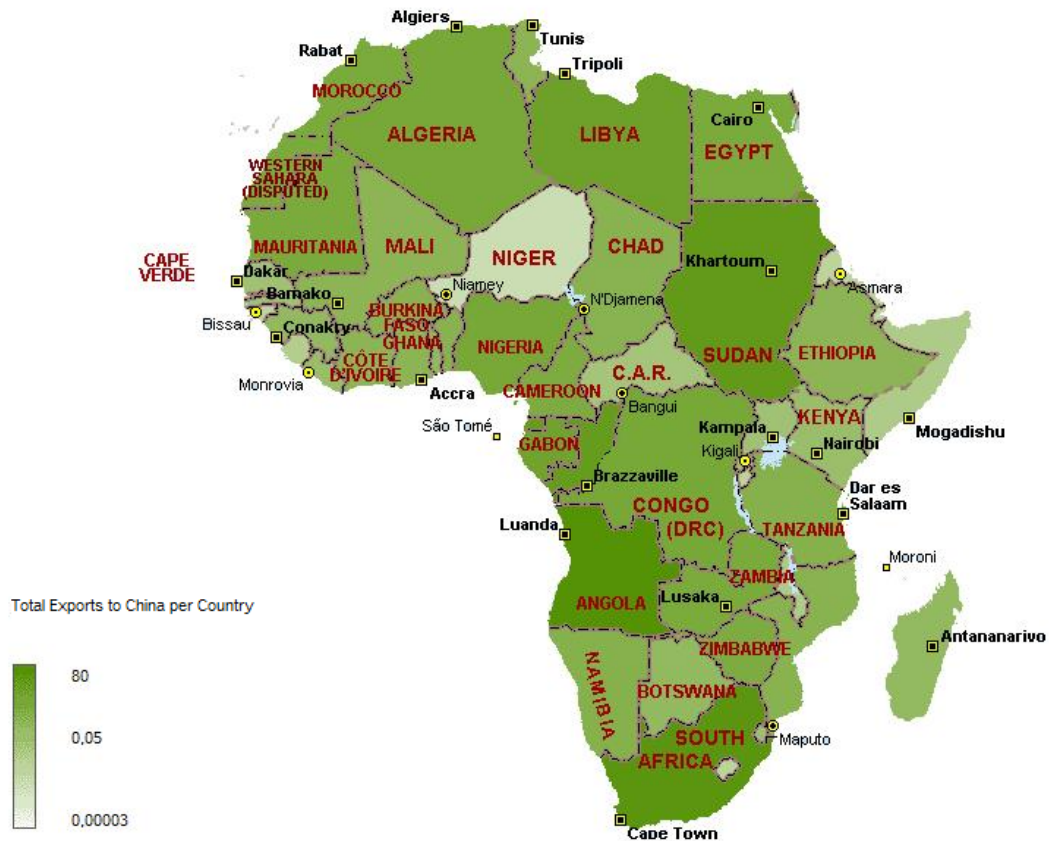 Algiers
Tunis
Rabat
Tripoli
MOROCCO
Cairo
ALGERIA
LIBYA
EGYPT
WESTERN
SAHARA
(DISPUTED)
MAURITANIA
MALI
NIGER
CHAD
CAPE
VERDE
Khartoum
Dakar
Asmara
Niamey
Bamako
N'Djamena
BURKINA
FASO
Bissau
Conakry
GHANA
NIGERIA
SUDAN
ETHIOPIA
CÔTE
D'IVOIRE
C.A.R.
Monrovia
Accra
CAMEROON
Bangui
KENYA
São Tomé
Kampala
Mogadishu
GABON
Kigali
Nairobi
Brazzaville
Dar es
Salaam
CONGO
(DRC)
Luanda
TANZANIA
Moroni
ZAMBIA
Total Exports to China per Country
ANGOLA
Lusaka
Antananarivo
ZIMBABWE
80
NAMIBIA
BOTSWANA
0,05
SOUTH
AFRICA
Maputo
0,00003
Cape Town